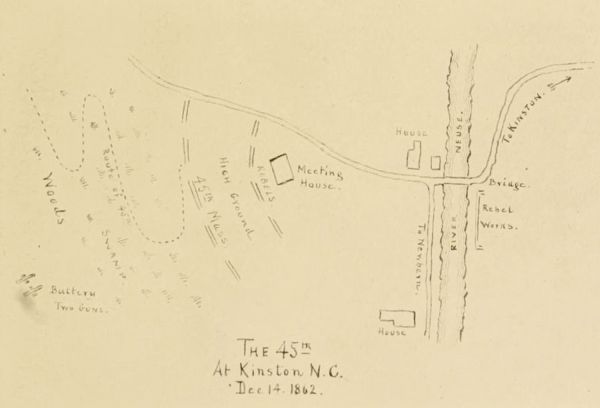 To KINSTON.
RIVER NEUSE.
HOUSE
Bridge.
Rebel
Works.
To Newbern.
House
Meeting
House.
REBELS
HIGH GROUND
45th Mass
Route of 45th
SWAMP
Woods
Battery
Two Guns.
THE 45TH
At Kinston N.C.
Dec 14. 1862.